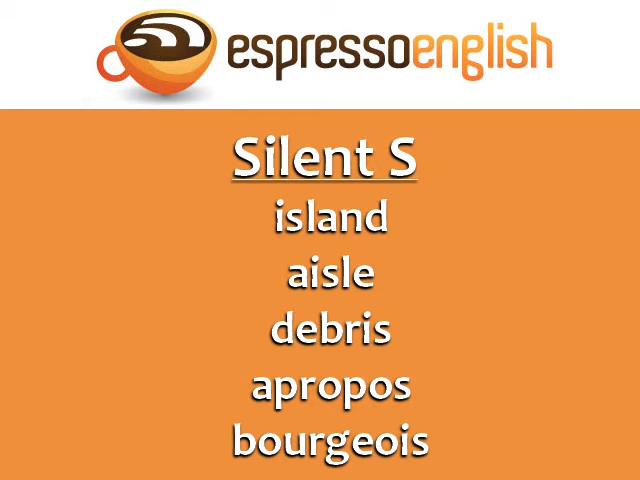 espressoenglish
Silent S
island
aisle
debris
apropos
bourgeois